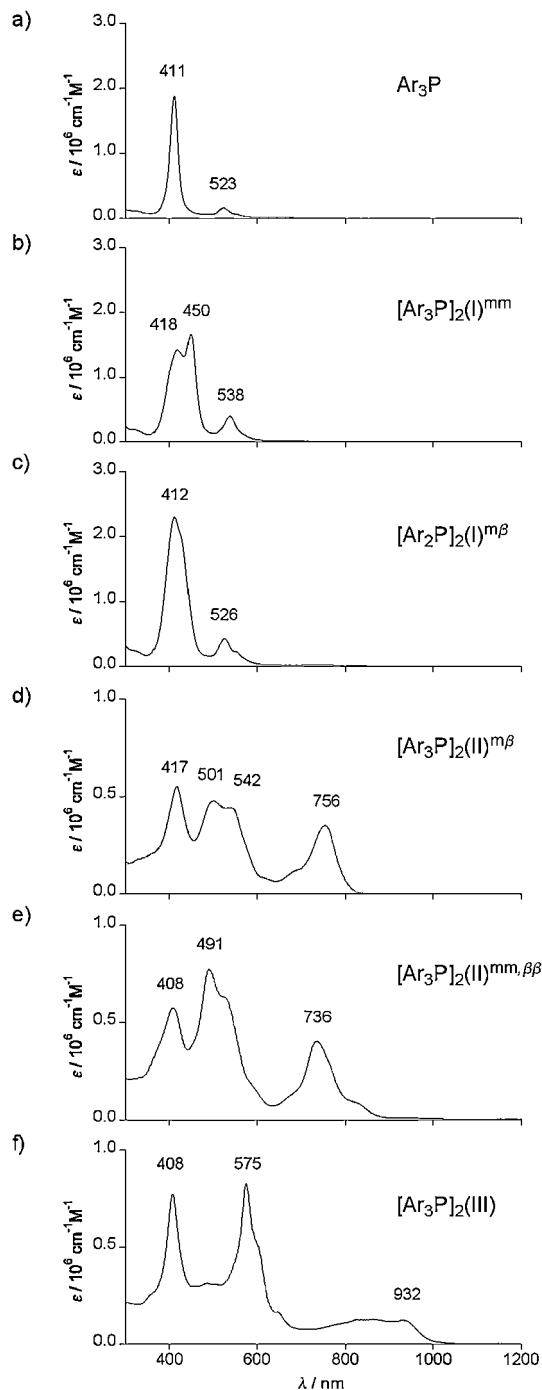 a)
3.0
2.0
1.0
0.0
ε / 10⁶ cm⁻¹M⁻¹
411
523
Ar₃P
b)
3.0
2.0
1.0
0.0
ε / 10⁶ cm⁻¹M⁻¹
418
450
538
[Ar₃P]₂(I)ᵐᵐ
c)
3.0
2.0
1.0
0.0
ε / 10⁶ cm⁻¹M⁻¹
412
526
[Ar₂P]₂(I)ᵐᵝ
d)
1.0
0.5
0.0
ε / 10⁶ cm⁻¹M⁻¹
417
501
542
756
[Ar₃P]₂(II)ᵐᵝ
e)
1.0
0.5
0.0
ε / 10⁶ cm⁻¹M⁻¹
408
491
736
[Ar₃P]₂(II)ᵐᵐ,ᵝᵝ
f)
1.0
0.5
0.0
ε / 10⁶ cm⁻¹M⁻¹
408
575
932
[Ar₃P]₂(III)
400 600 800 1000 1200
λ / nm